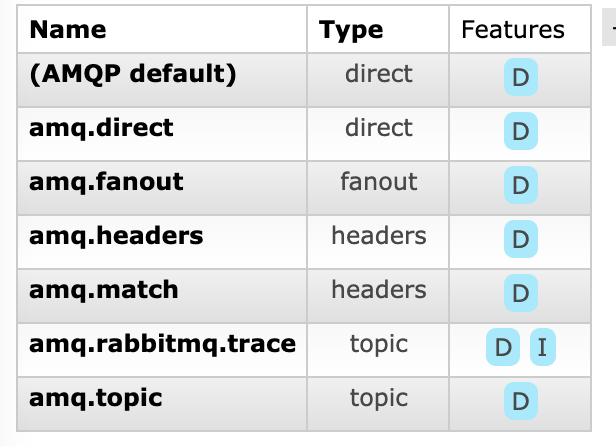 Name Type Features
(AMQP default) direct D
amq.direct direct D
amq.fanout fanout D
amq.headers headers D
amq.match headers D
amq.rabbitmq.trace topic D I
amq.topic topic D